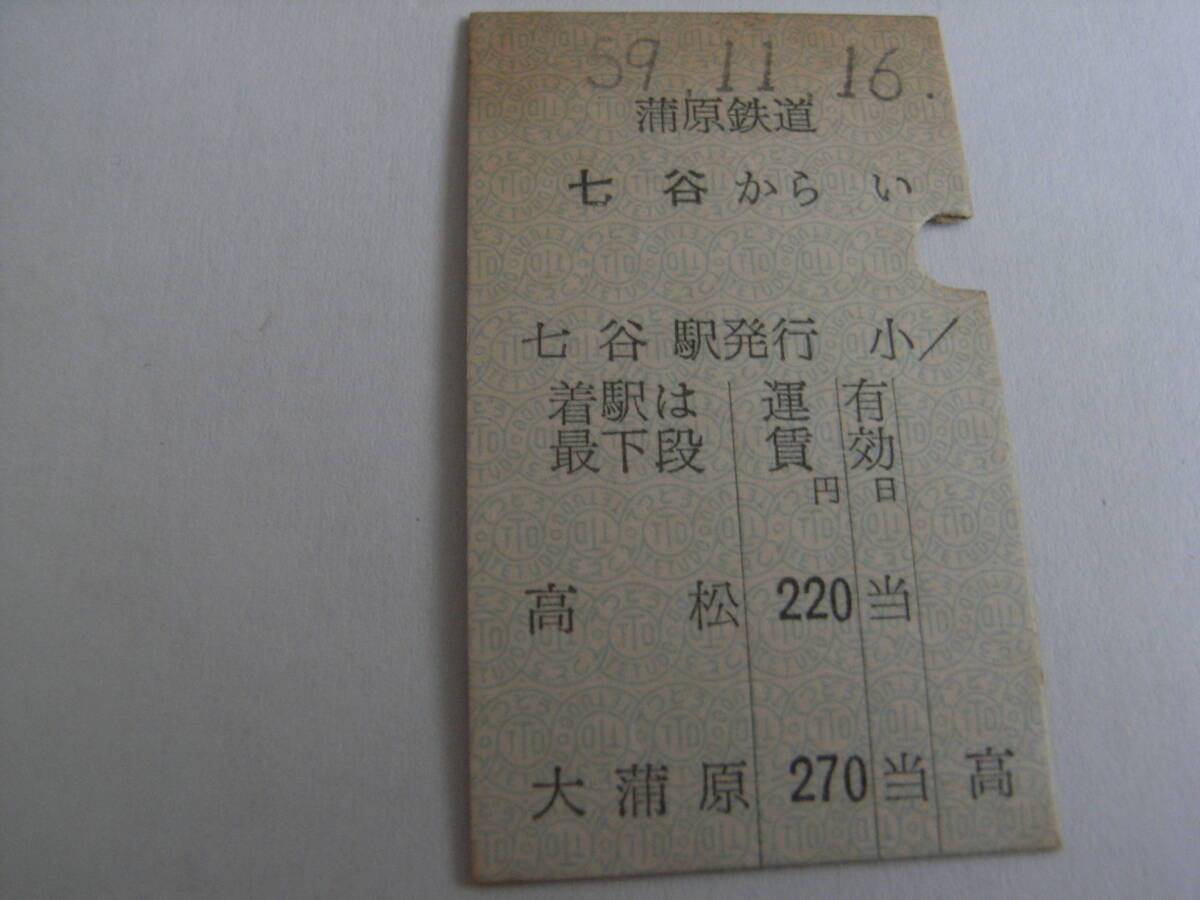 59.11.16.
蒲原鉄道
七谷から い
七谷駅発行 小/
着駅は 運 有
最下段 賃 効
円 日
高松 220 当
大蒲原 270 当 高